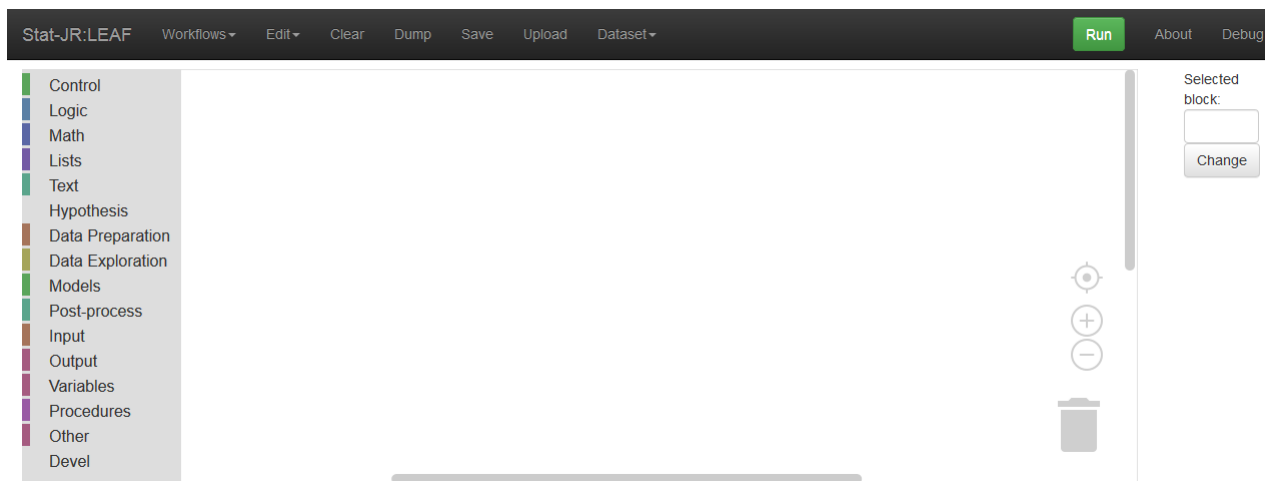 Stat-JR:LEAF Workflows Edit Clear Dump Save Upload Dataset Run About Debug
Control
Logic
Math
Lists
Text
Hypothesis
Data Preparation
Data Exploration
Models
Post-process
Input
Output
Variables
Procedures
Other
Devel
Selected
block:
Change